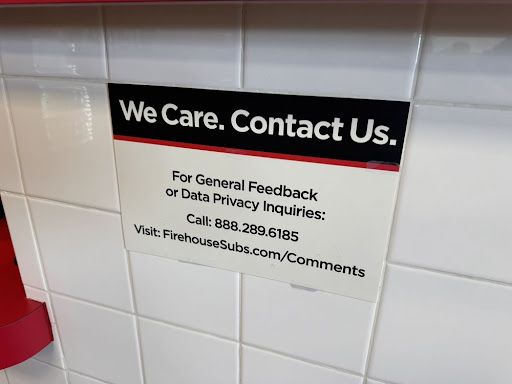 We Care. Contact Us.
For General Feedback
or Data Privacy Inquiries:
Call: 888.289.6185
Visit: FirehouseSubs.com/Comments